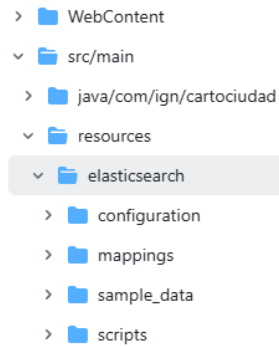 WebContent
src/main
java/com/ign/cartociudad
resources
elasticsearch
configuration
mappings
sample_data
scripts